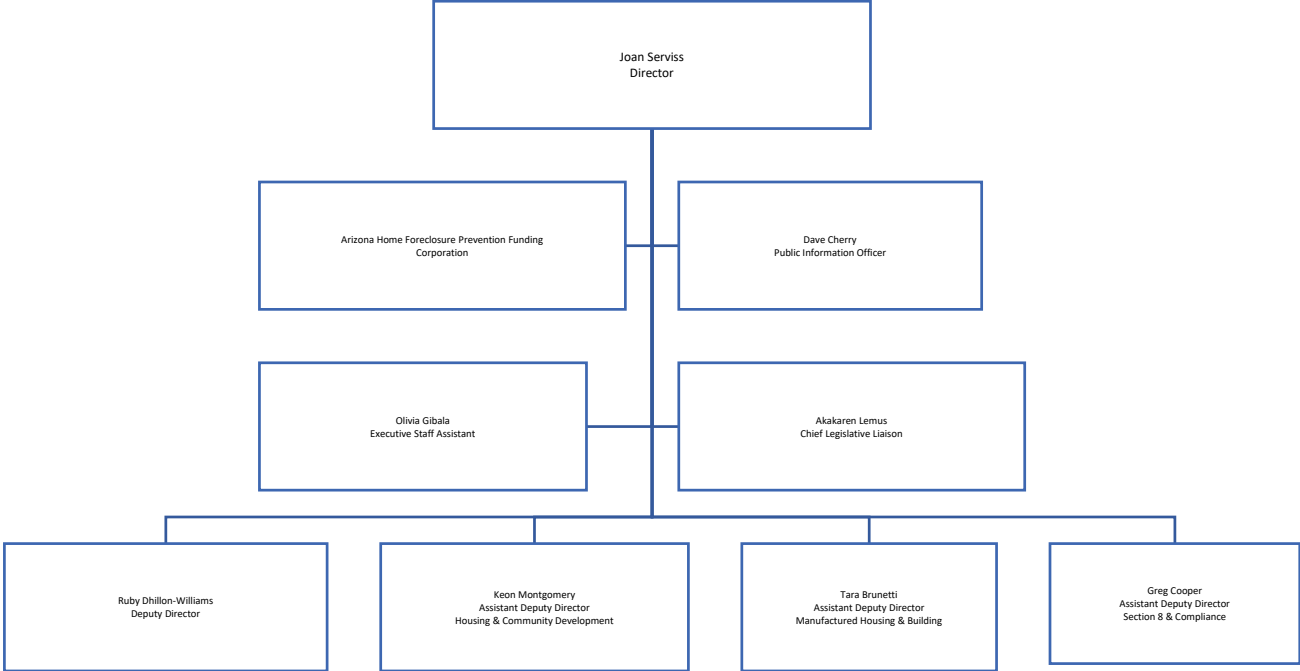 Joan Serviss
Director
Arizona Home Foreclosure Prevention Funding
Corporation
Dave Cherry
Public Information Officer
Olivia Gibala
Executive Staff Assistant
Akakaren Lemus
Chief Legislative Liaison
Ruby Dhillon-Williams
Deputy Director
Keon Montgomery
Assistant Deputy Director
Housing & Community Development
Tara Brunetti
Assistant Deputy Director
Manufactured Housing & Building
Greg Cooper
Assistant Deputy Director
Section 8 & Compliance